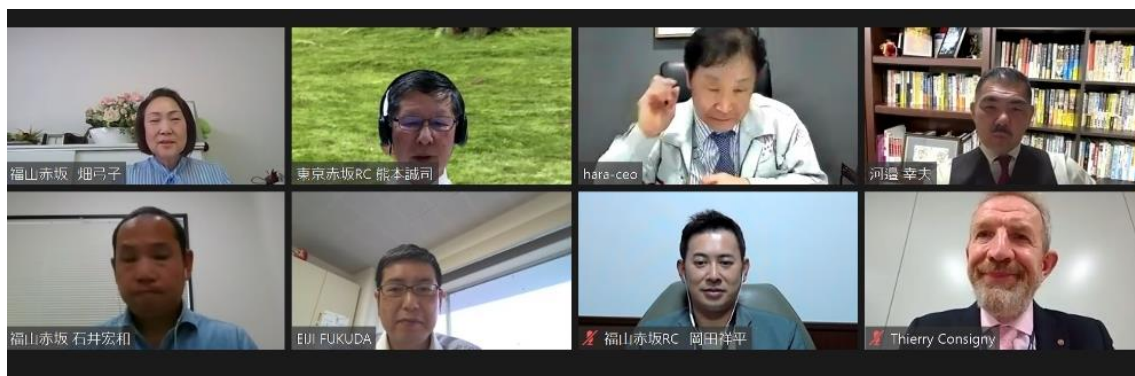 福山赤坂 畑弓子
東京赤坂RC 熊本誠司
hara-ceo
河邉 幸夫
福山赤坂 石井宏和
EIJI FUKUDA
福山赤坂RC 岡田祥平
Thierry Consigny